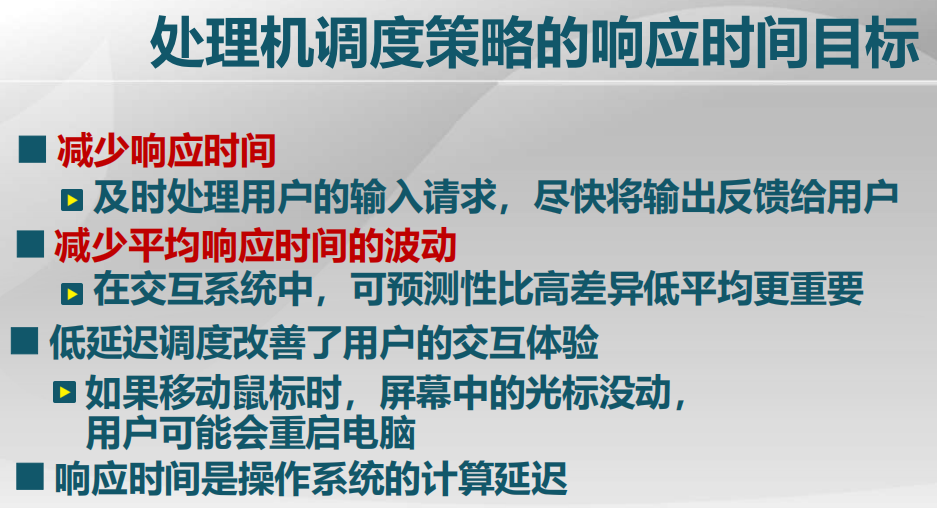 处理机调度策略的响应时间目标
减少响应时间
及时处理用户的输入请求，尽快将输出反馈给用户
减少平均响应时间的波动
在交互系统中，可预测性比高差异低平均更重要
低延迟调度改善了用户的交互体验
如果移动鼠标时，屏幕中的光标没动，
用户可能会重启电脑
响应时间是操作系统的计算延迟